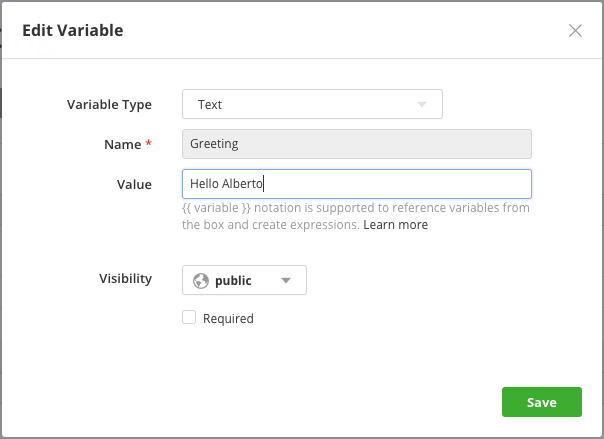 Edit Variable
Variable Type
Text
Name *
Greeting
Value
Hello Alberto
{{ variable }} notation is supported to reference variables from
the box and create expressions. Learn more
Visibility
public
Required
Save